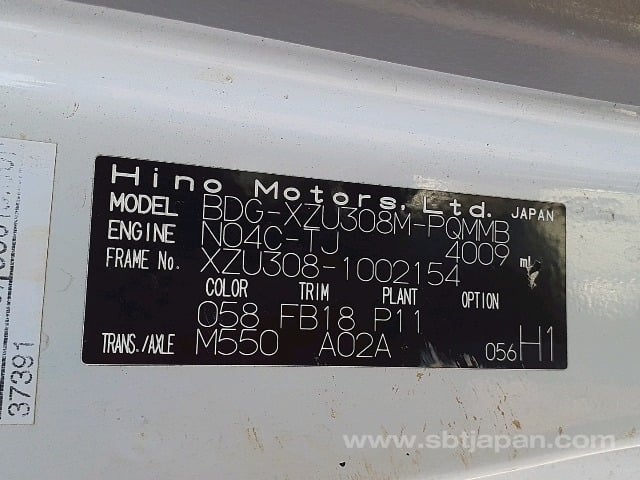 Hino Motors, Ltd. JAPAN
MODEL BDG-XZU308M-PQMMB
ENGINE N04C-TJ 4009 mL
FRAME No. XZU308-1002154
COLOR TRIM PLANT OPTION
058 FB18 P11
TRANS./AXLE M550 A02A 056 H1
37391
www.sbtjapan.com